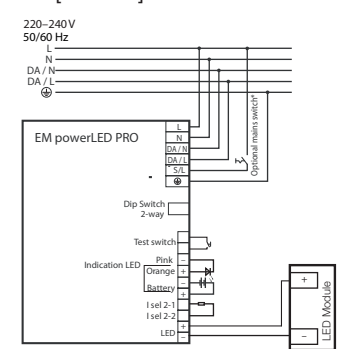 220–240 V
50/60 Hz
L
N
DA / N
DA / L
Optional mains switch*
EM powerLED PRO
L
N
DA / N
DA / L
S/L
-
Dip Switch
2-way
Test switch
Indication LED
Pink –
Orange +
Battery –
+
I sel 2-1
I sel 2-2
LED +
–
+
–
LED Module